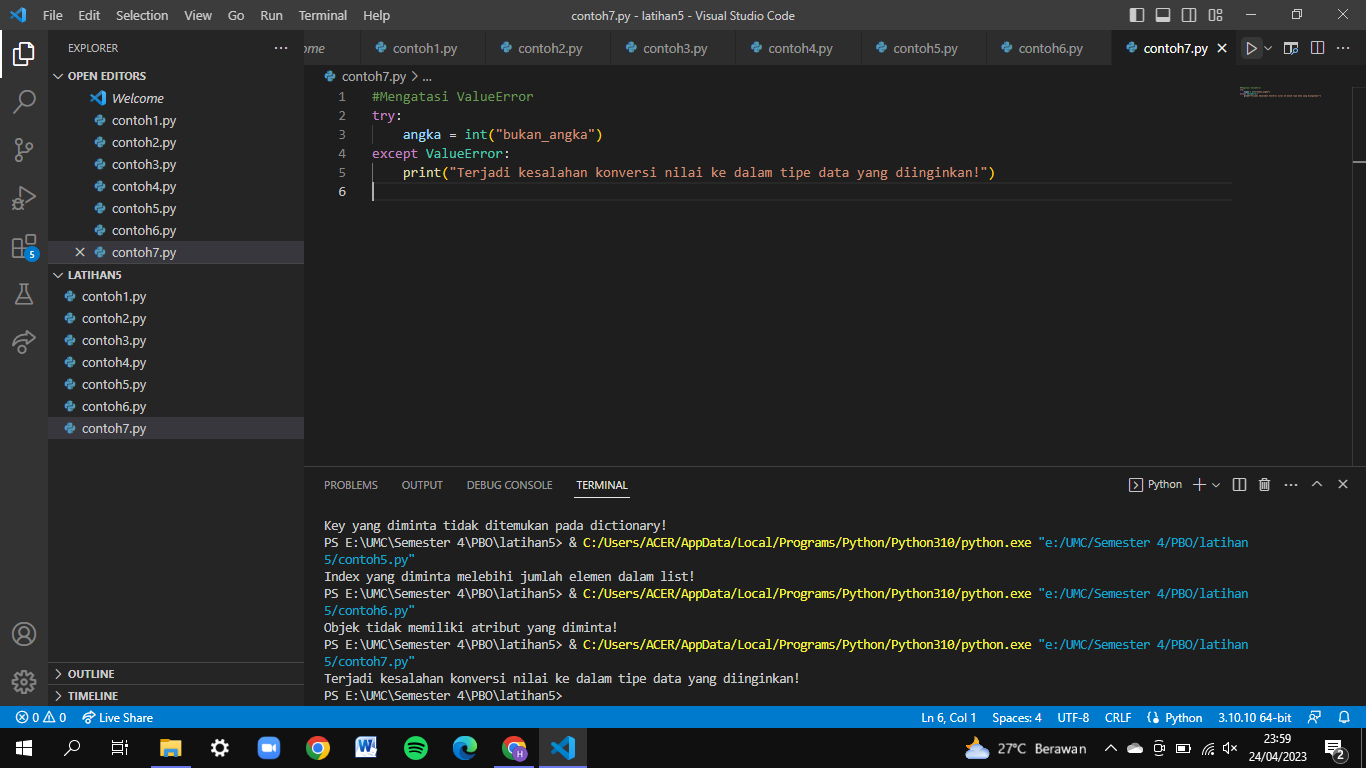 File Edit Selection View Go Run Terminal Help contoh7.py - latihan5 - Visual Studio Code
EXPLORER
OPEN EDITORS
Welcome
contoh1.py
contoh2.py
contoh3.py
contoh4.py
contoh5.py
contoh6.py
contoh7.py
LATIHAN5
contoh1.py
contoh2.py
contoh3.py
contoh4.py
contoh5.py
contoh6.py
contoh7.py
OUTLINE
TIMELINE
5
ome contoh1.py contoh2.py contoh3.py contoh4.py contoh5.py contoh6.py contoh7.py
contoh7.py > ...
1 #Mengatasi ValueError
2 try:
3 angka = int("bukan_angka")
4 except ValueError:
5 print("Terjadi kesalahan konversi nilai ke dalam tipe data yang diinginkan!")
6
PROBLEMS OUTPUT DEBUG CONSOLE TERMINAL Python
Key yang diminta tidak ditemukan pada dictionary!
PS E:\UMC\Semester 4\PBO\latihan5> & C:/Users/ACER/AppData/Local/Programs/Python/Python310/python.exe "e:/UMC/Semester 4/PBO/latihan
5/contoh5.py"
Index yang diminta melebihi jumlah elemen dalam list!
PS E:\UMC\Semester 4\PBO\latihan5> & C:/Users/ACER/AppData/Local/Programs/Python/Python310/python.exe "e:/UMC/Semester 4/PBO/latihan
5/contoh6.py"
Objek tidak memiliki atribut yang diminta!
PS E:\UMC\Semester 4\PBO\latihan5> & C:/Users/ACER/AppData/Local/Programs/Python/Python310/python.exe "e:/UMC/Semester 4/PBO/latihan
5/contoh7.py"
Terjadi kesalahan konversi nilai ke dalam tipe data yang diinginkan!
PS E:\UMC\Semester 4\PBO\latihan5>
0 0 Live Share Ln 6, Col 1 Spaces: 4 UTF-8 CRLF Python 3.10.10 64-bit
27°C Berawan 23:59
24/04/2023
2